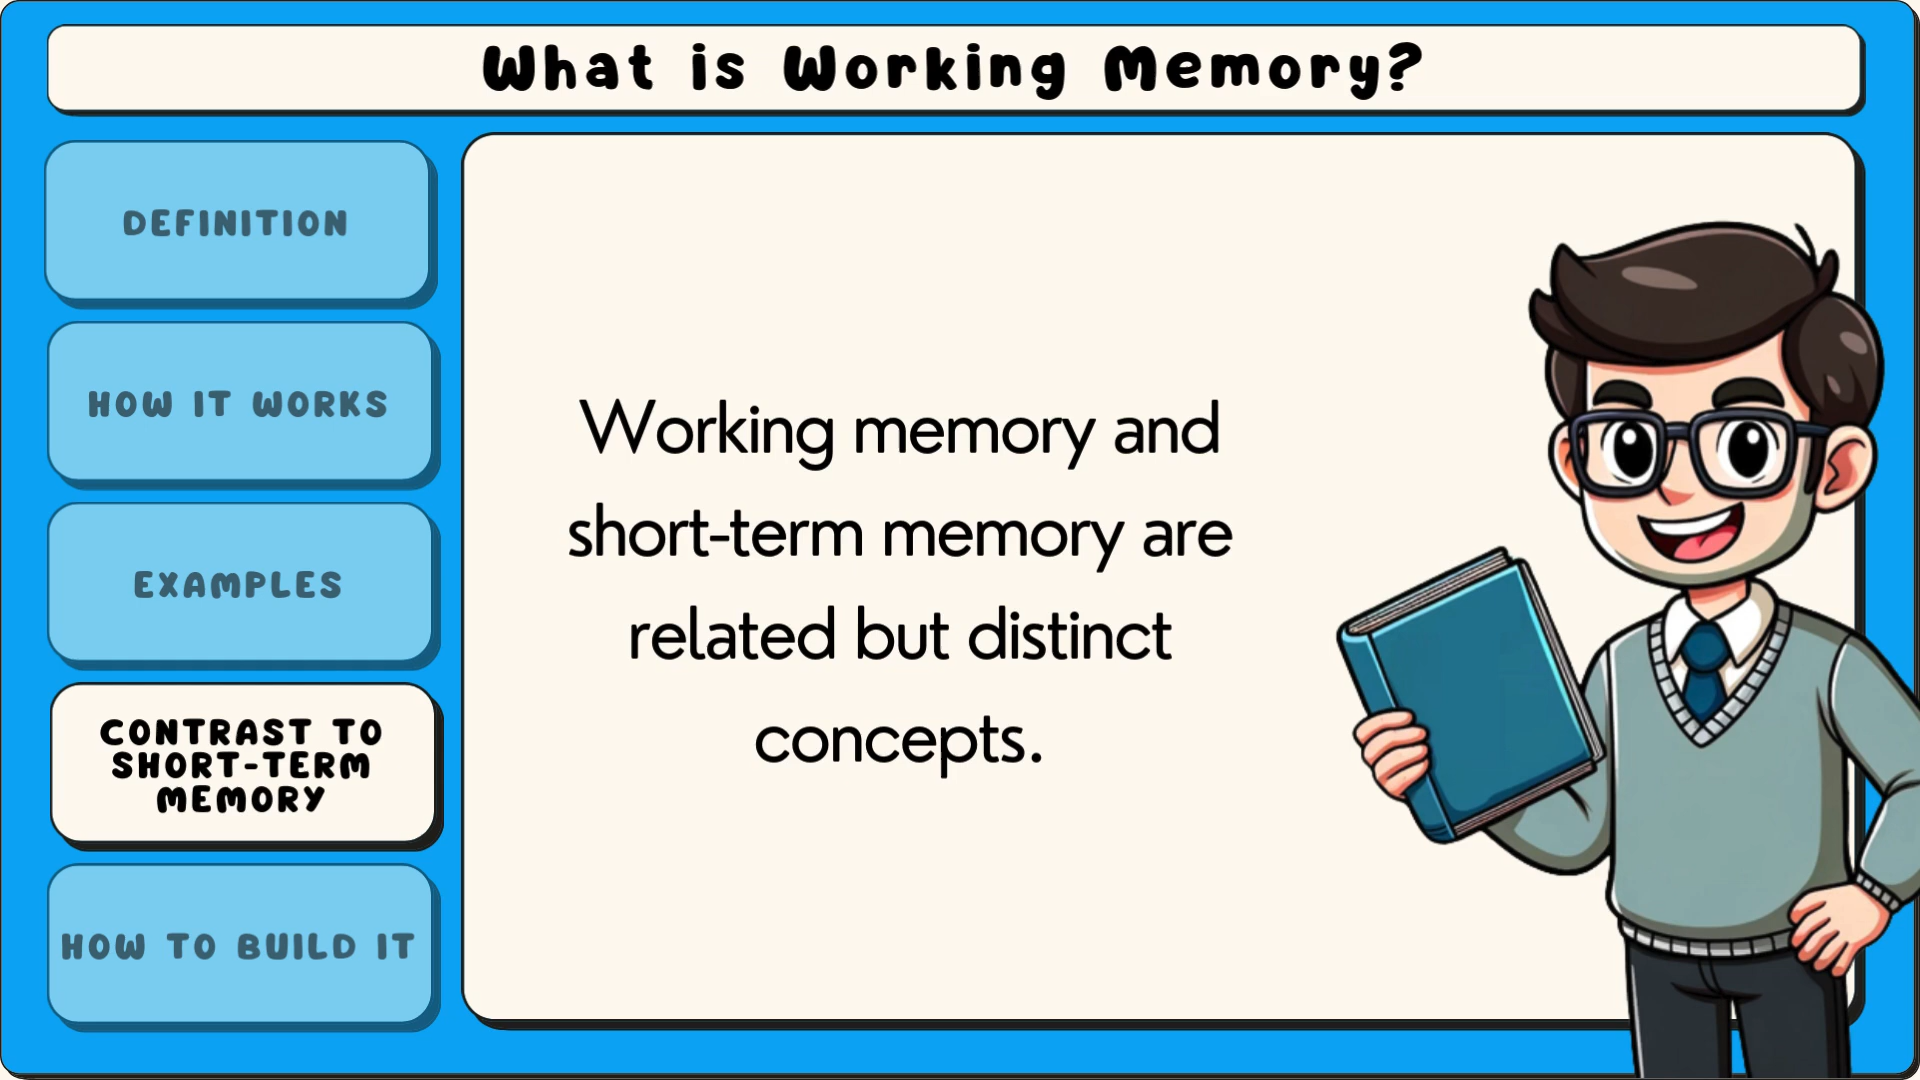 What is Working Memory?
DEFINITION
HOW IT WORKS
EXAMPLES
CONTRAST TO
SHORT-TERM
MEMORY
HOW TO BUILD IT
Working memory and
short-term memory are
related but distinct
concepts.